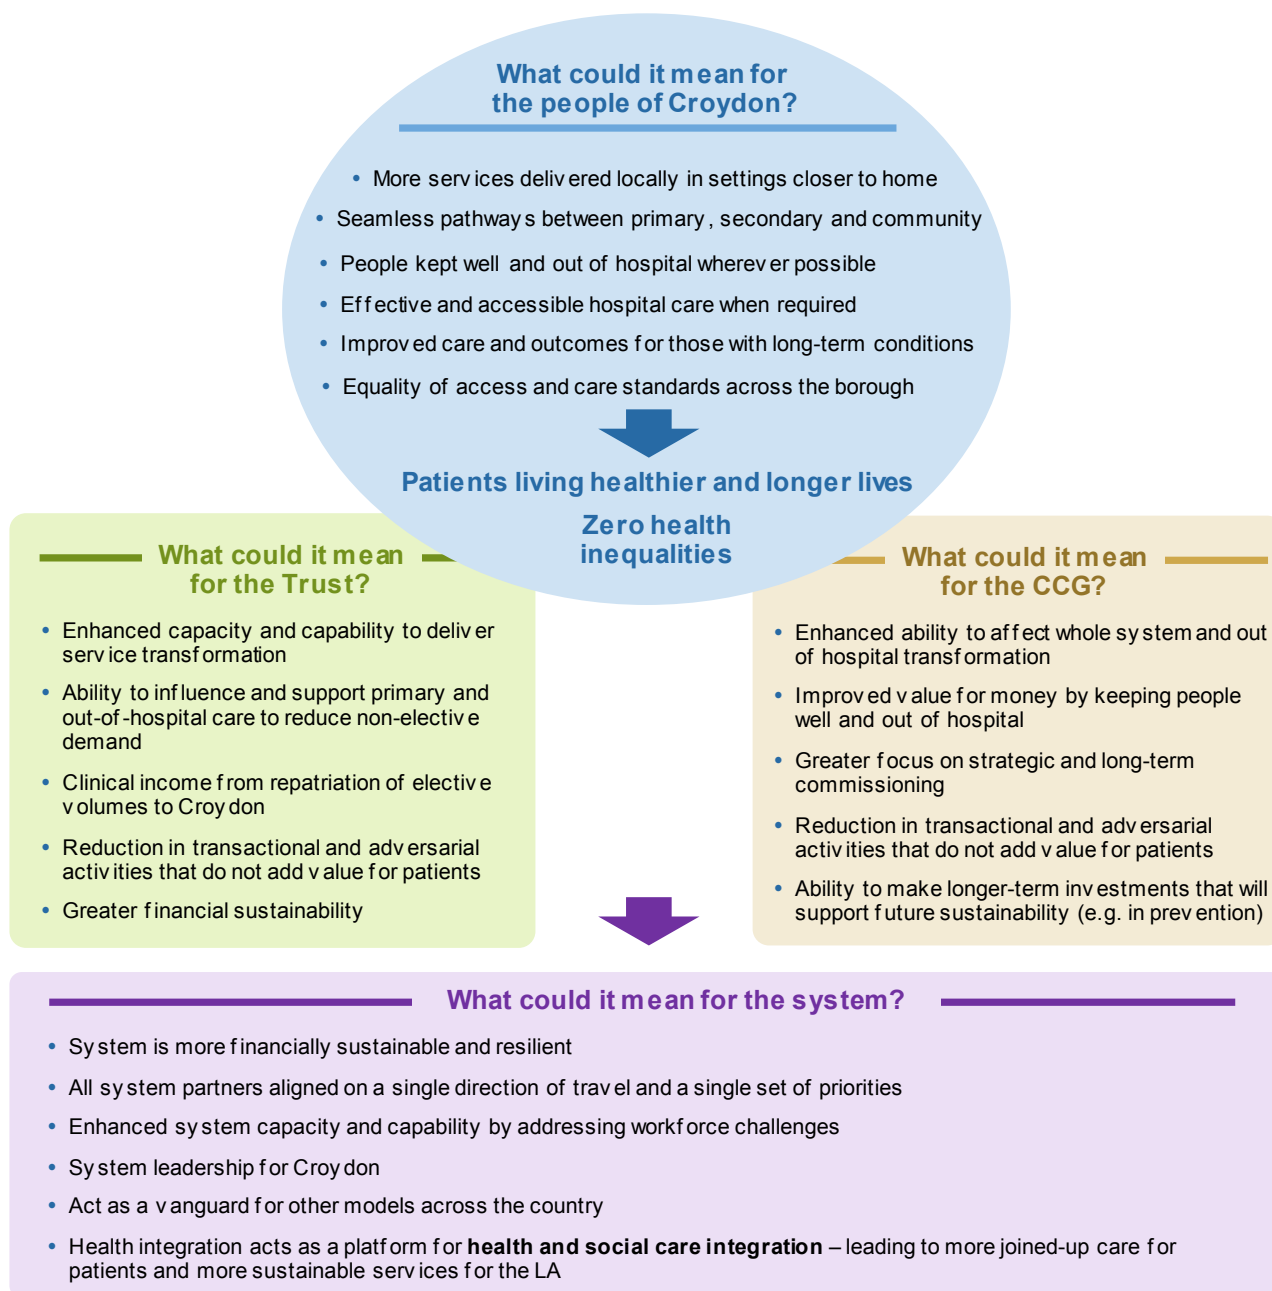 What could it mean for
the people of Croydon?
• More services delivered locally in settings closer to home
• Seamless pathways between primary, secondary and community
• People kept well and out of hospital wherever possible
• Effective and accessible hospital care when required
• Improved care and outcomes for those with long-term conditions
• Equality of access and care standards across the borough
Patients living healthier and longer lives
Zero health
inequalities
What could it mean
for the Trust?
• Enhanced capacity and capability to deliver
service transformation
• Ability to influence and support primary and
out-of-hospital care to reduce non-elective
demand
• Clinical income from repatriation of elective
volumes to Croydon
• Reduction in transactional and adversarial
activities that do not add value for patients
• Greater financial sustainability
What could it mean
for the CCG?
• Enhanced ability to affect whole system and out
of hospital transformation
• Improved value for money by keeping people
well and out of hospital
• Greater focus on strategic and long-term
commissioning
• Reduction in transactional and adversarial
activities that do not add value for patients
• Ability to make longer-term investments that will
support future sustainability (e.g. in prevention)
What could it mean for the system?
• System is more financially sustainable and resilient
• All system partners aligned on a single direction of travel and a single set of priorities
• Enhanced system capacity and capability by addressing workforce challenges
• System leadership for Croydon
• Act as a vanguard for other models across the country
• Health integration acts as a platform for health and social care integration – leading to more joined-up care for
patients and more sustainable services for the LA